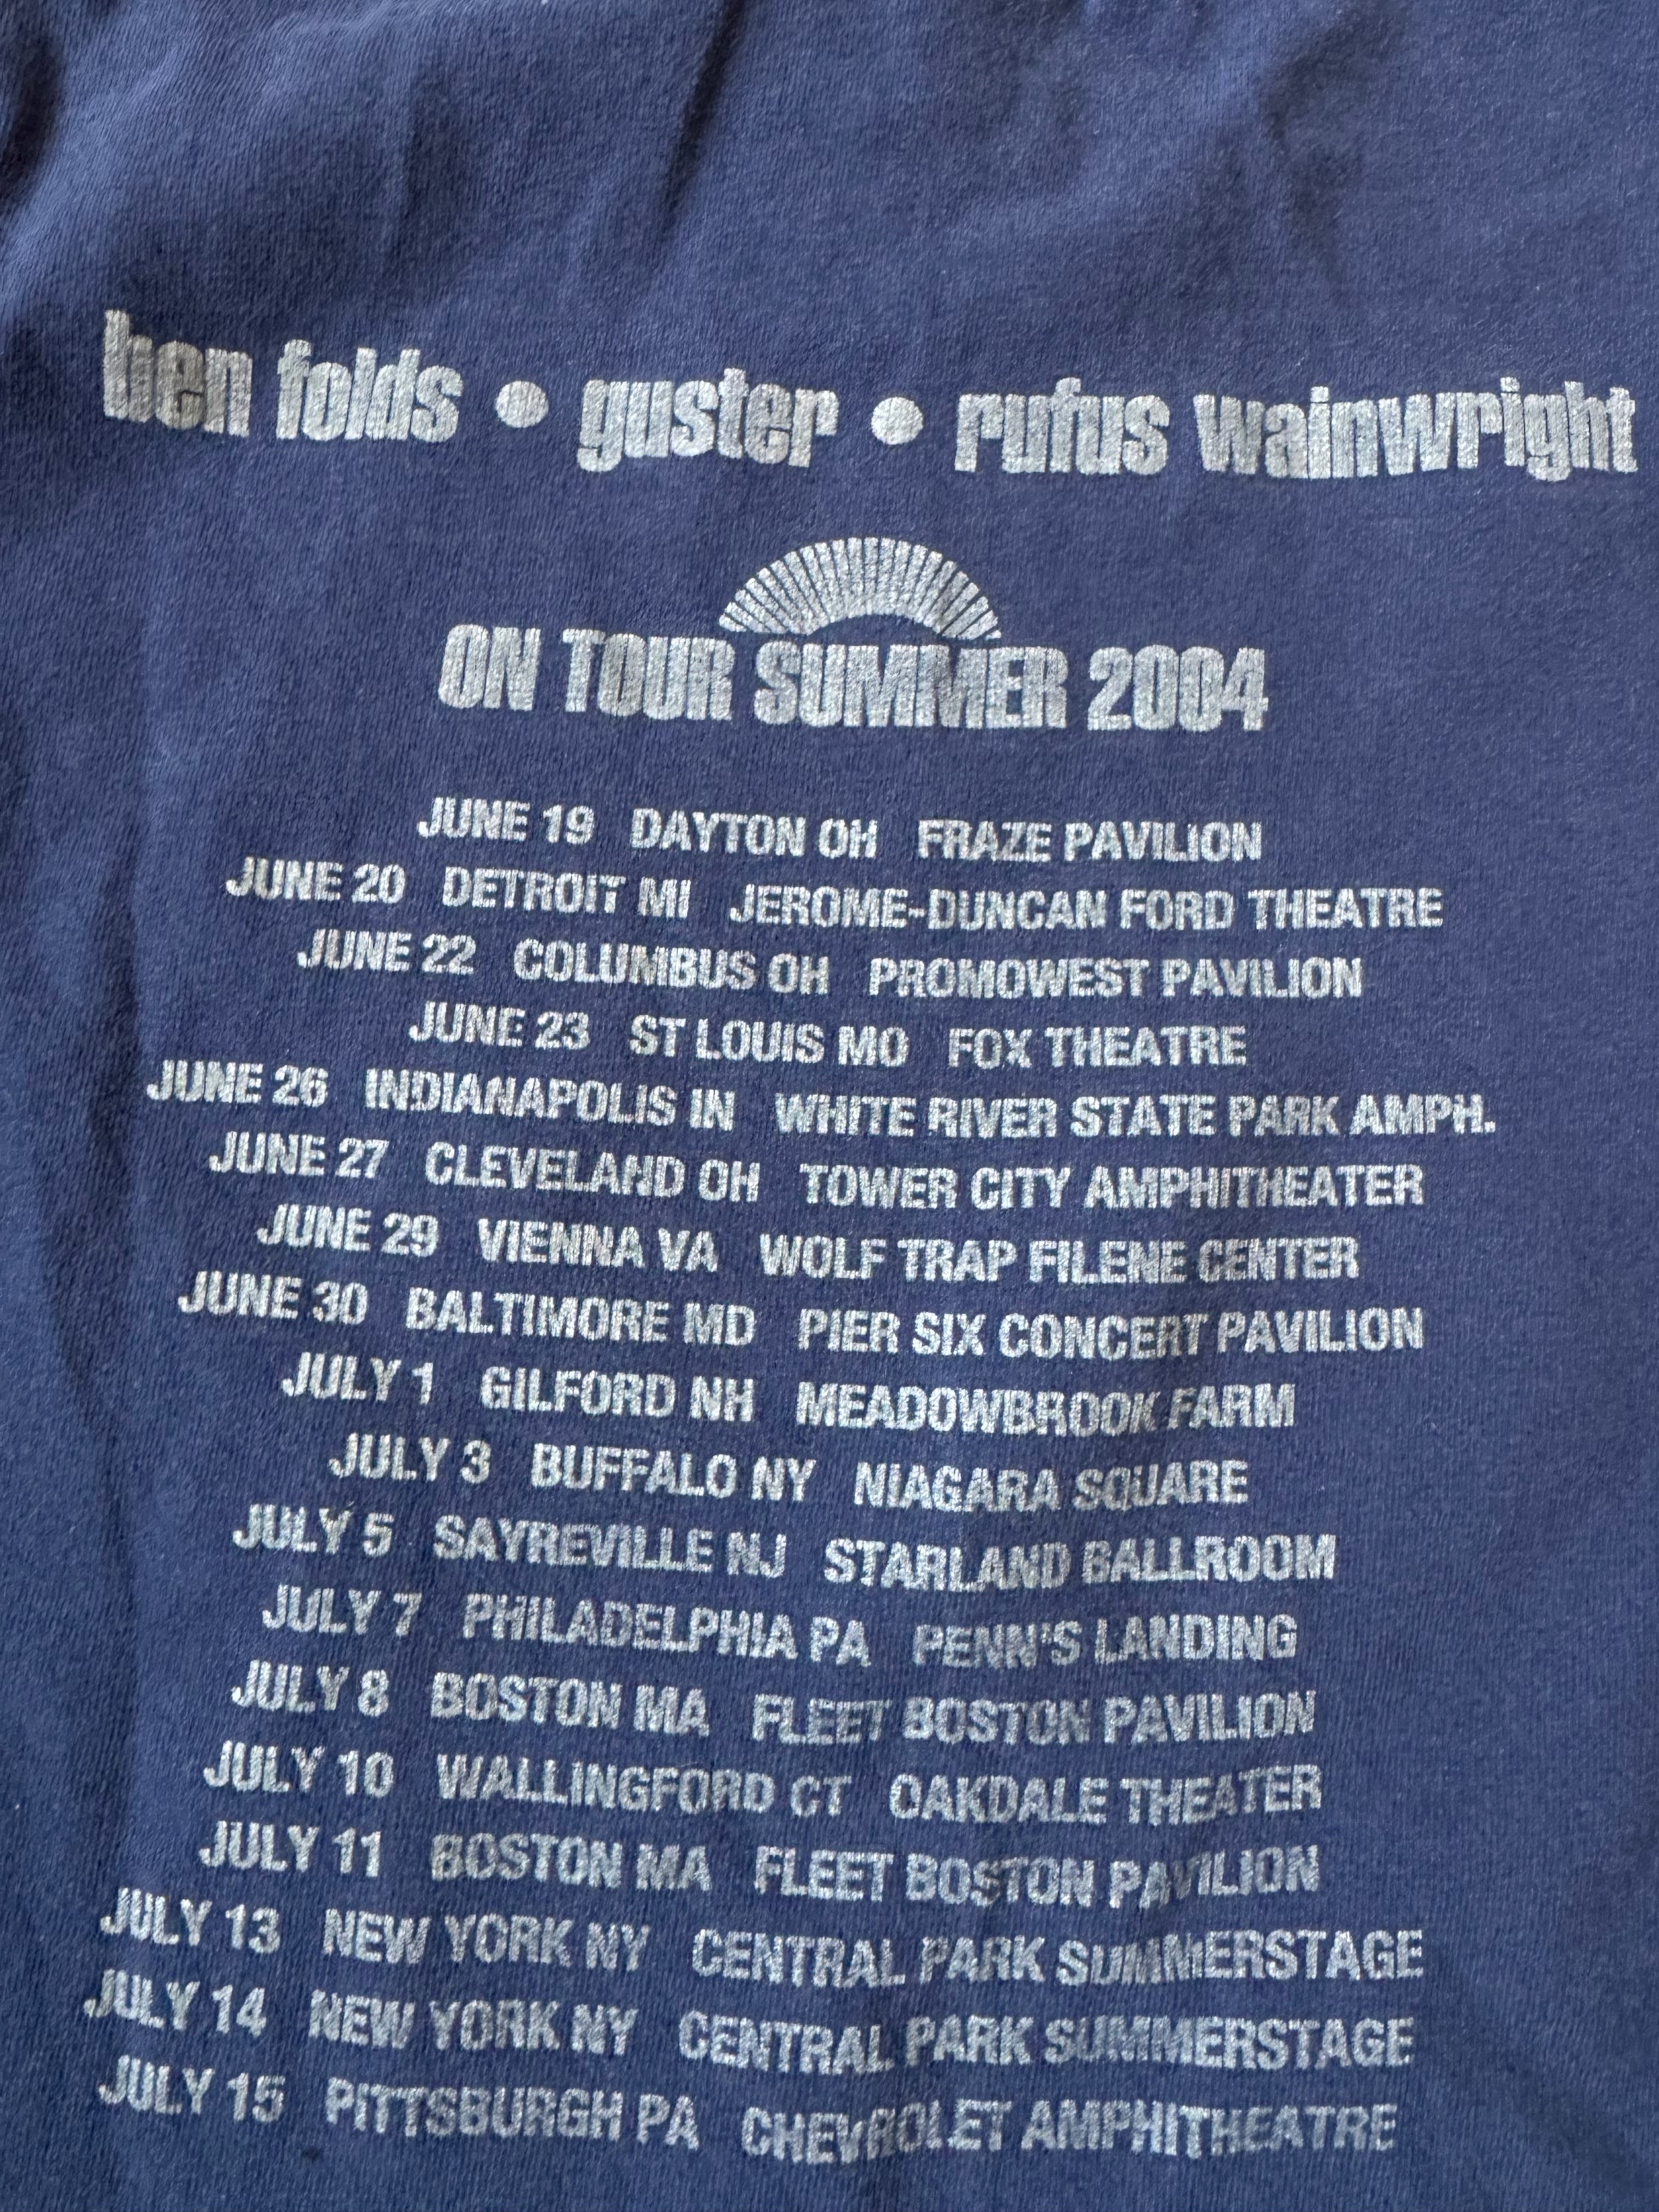 ben folds • guster • rufus wainwright
ON TOUR SUMMER 2004
JUNE 19 DAYTON OH FRAZE PAVILION
JUNE 20 DETROIT MI JEROME-DUNCAN FORD THEATRE
JUNE 22 COLUMBUS OH PROMOWEST PAVILION
JUNE 23 ST LOUIS MO FOX THEATRE
JUNE 26 INDIANAPOLIS IN WHITE RIVER STATE PARK AMPH.
JUNE 27 CLEVELAND OH TOWER CITY AMPHITHEATER
JUNE 29 VIENNA VA WOLF TRAP FILENE CENTER
JUNE 30 BALTIMORE MD PIER SIX CONCERT PAVILION
JULY 1 GILFORD NH MEADOWBROOK FARM
JULY 3 BUFFALO NY NIAGARA SQUARE
JULY 5 SAYREVILLE NJ STARLAND BALLROOM
JULY 7 PHILADELPHIA PA PENN'S LANDING
JULY 8 BOSTON MA FLEET BOSTON PAVILION
JULY 10 WALLINGFORD CT OAKDALE THEATER
JULY 11 BOSTON MA FLEET BOSTON PAVILION
JULY 13 NEW YORK NY CENTRAL PARK SUMMERSTAGE
JULY 14 NEW YORK NY CENTRAL PARK SUMMERSTAGE
JULY 15 PITTSBURGH PA CHEVROLET AMPHITHEATRE